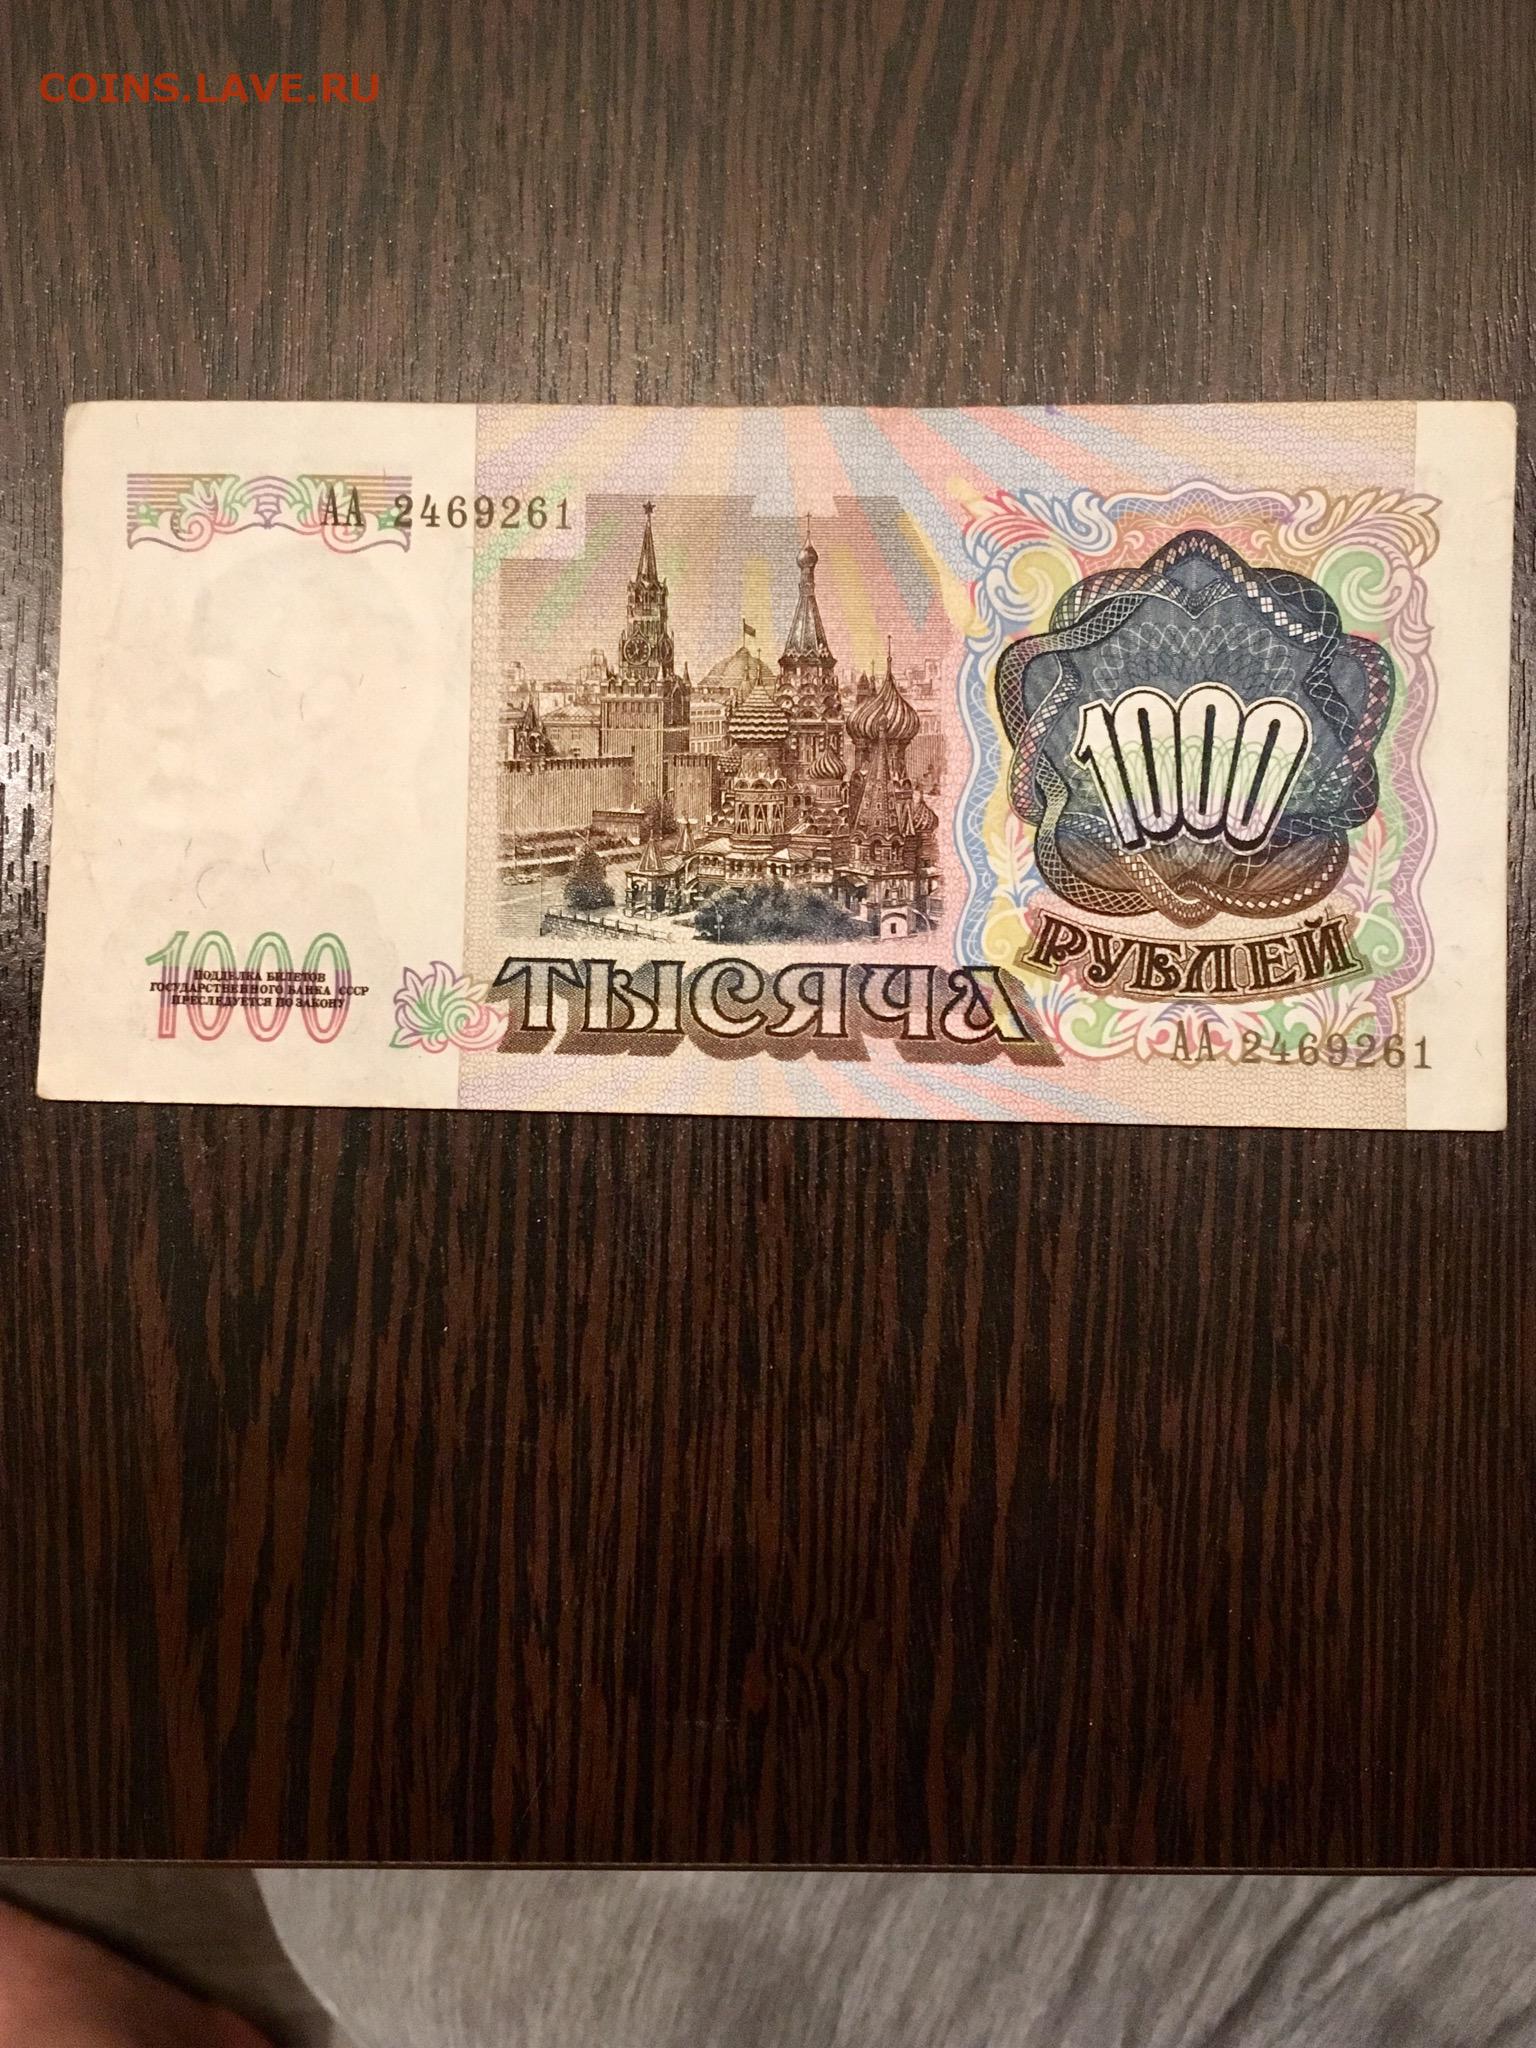 COINS.LAVE.RU
АА 2469261
1000
1000
ПОДДЕЛКА БИЛЕТОВ
ГОСУДАРСТВЕННОГО БАНКА СССР
ПРЕСЛЕДУЕТСЯ ПО ЗАКОНУ
ТЫСЯЧА
РУБЛЕЙ
АА 2469261